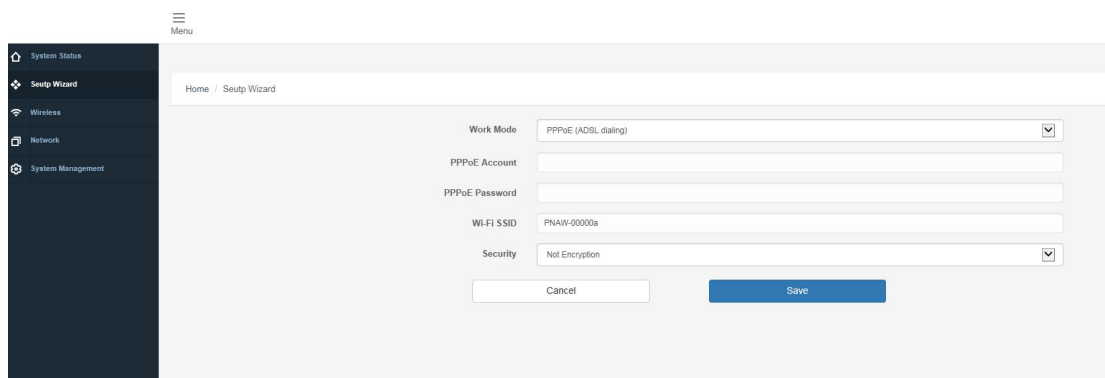 Menu
System Status
Seutp Wizard
Wireless
Network
System Management
Home / Seutp Wizard
Work Mode PPPoE (ADSL dialing)
PPPoE Account
PPPoE Password
Wi-Fi SSID PNAW-00000a
Security Not Encryption
Cancel Save